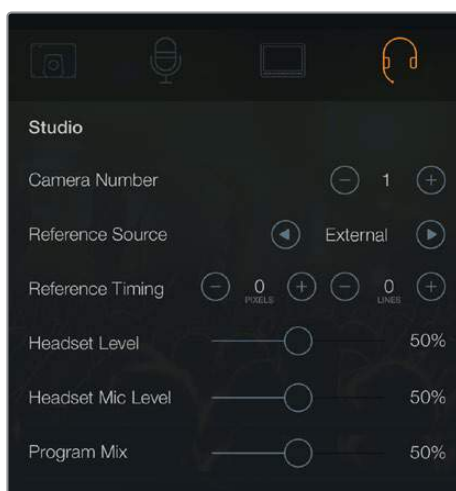 Studio
Camera Number 1
Reference Source External
Reference Timing 0 PIXELS 0 LINES
Headset Level 50%
Headset Mic Level 50%
Program Mix 50%